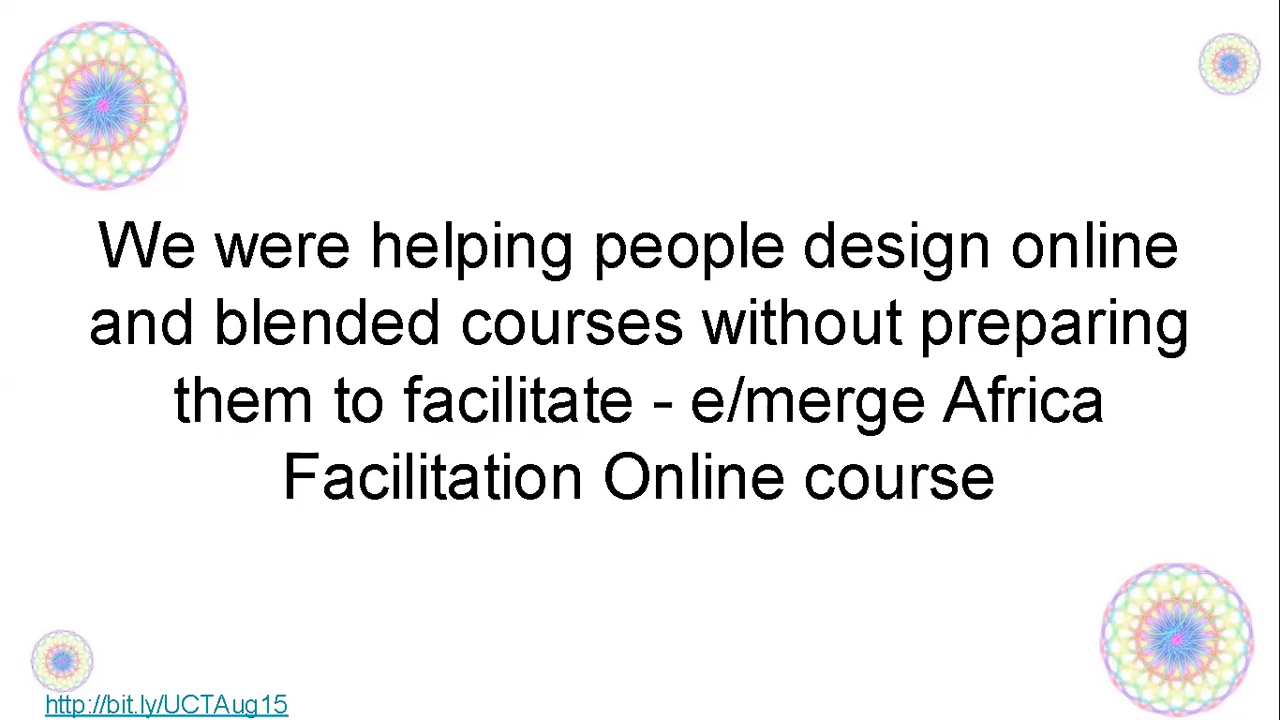 We were helping people design online
and blended courses without preparing
them to facilitate - e/merge Africa
Facilitation Online course
http://bit.ly/UCTAug15